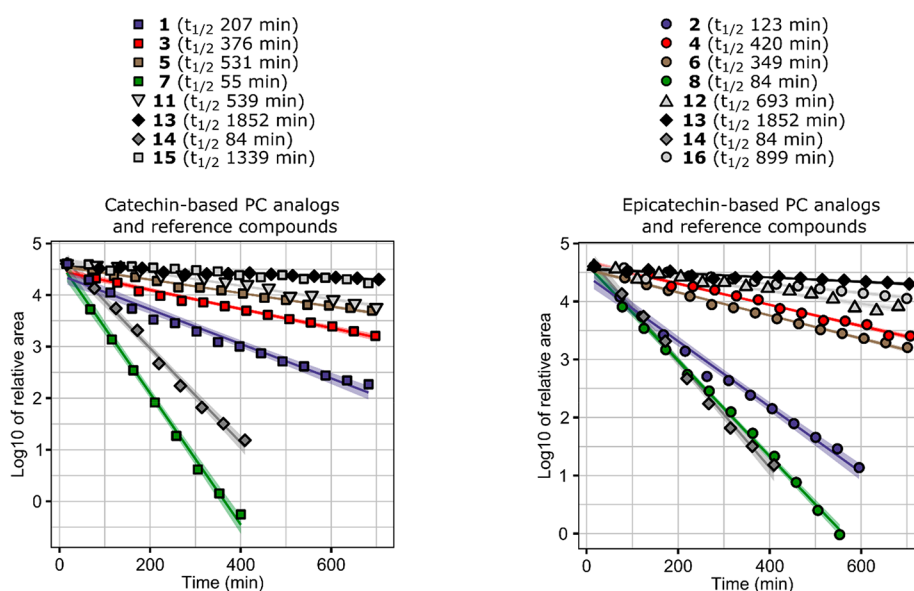 1 (t1/2 207 min)
3 (t1/2 376 min)
5 (t1/2 531 min)
7 (t1/2 55 min)
11 (t1/2 539 min)
13 (t1/2 1852 min)
14 (t1/2 84 min)
15 (t1/2 1339 min)
Catechin-based PC analogs
and reference compounds
Log10 of relative area
5
4
3
2
1
0
0
200
400
600
Time (min)
2 (t1/2 123 min)
4 (t1/2 420 min)
6 (t1/2 349 min)
8 (t1/2 84 min)
12 (t1/2 693 min)
13 (t1/2 1852 min)
14 (t1/2 84 min)
16 (t1/2 899 min)
Epicatechin-based PC analogs
and reference compounds
Log10 of relative area
5
4
3
2
1
0
0
200
400
600
Time (min)